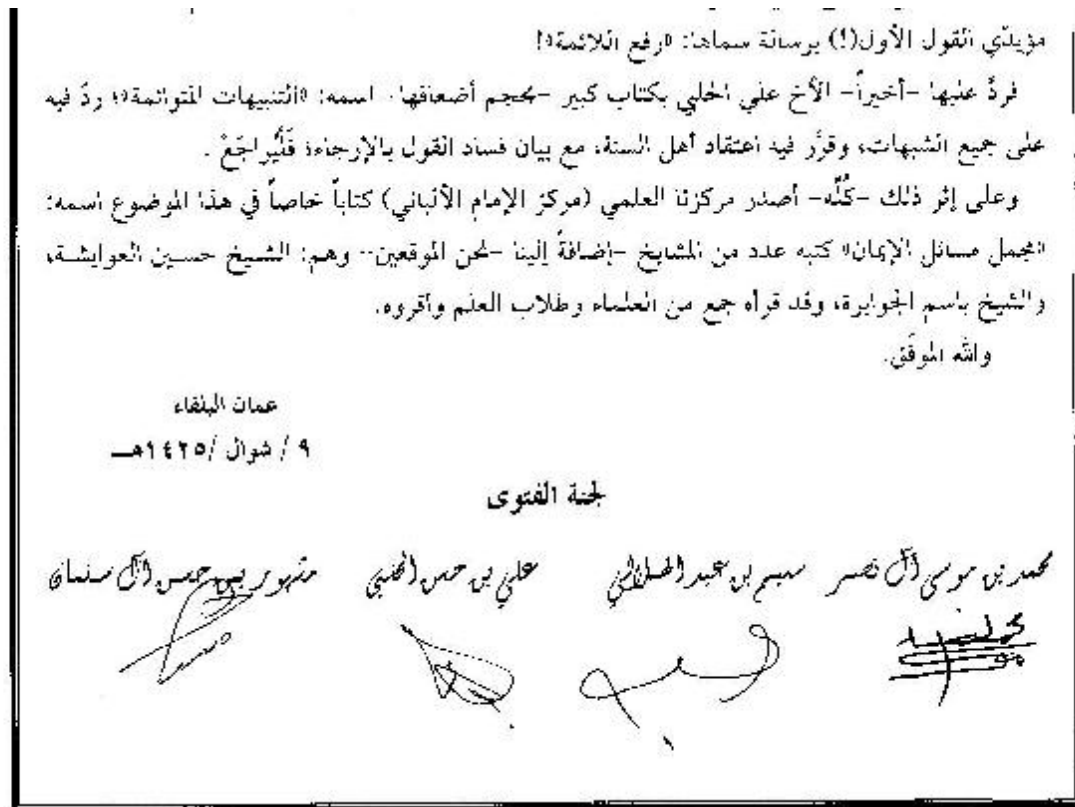 مؤيدّي القول الأول(!) برسالة سماها: «رفع اللائمة»!
فردَّ عليها -أخيراً- الأخ علي الحلبي بكتاب كبير -بحجم أضعافها- اسمه: «التنبيهات المتوائمة»؛ ردّ فيه
على جميع الشبهات، وقرَّر فيه اعتقاد أهل السنة، مع بيان فساد القول بالإرجاء؛ فَلْيُراجَعْ.
وعلى إثر ذلك -كلِّه- أصدر مركزنا العلمي (مركز الإمام الألباني) كتاباً خاصاً في هذا الموضوع اسمه:
«مجمل مسائل الإيمان» كتبه عدد من المشايخ -إضافةً إلينا -نحن الموقعين-- وهم: الشيخ حسين العوايشة،
والشيخ باسم الجوابرة، وقد قرأه جمع من العلماء وطلاب العلم وأقروه.
والله الموفّق.
عمان البلقاء
٩ / شوال /١٤٢٥هـ
لجنة الفتوى
محمد بن موسى آل نصر سليم بن عبد الهلالي علي بن حسن الحلبي مشهور بن حسن آل سلمان